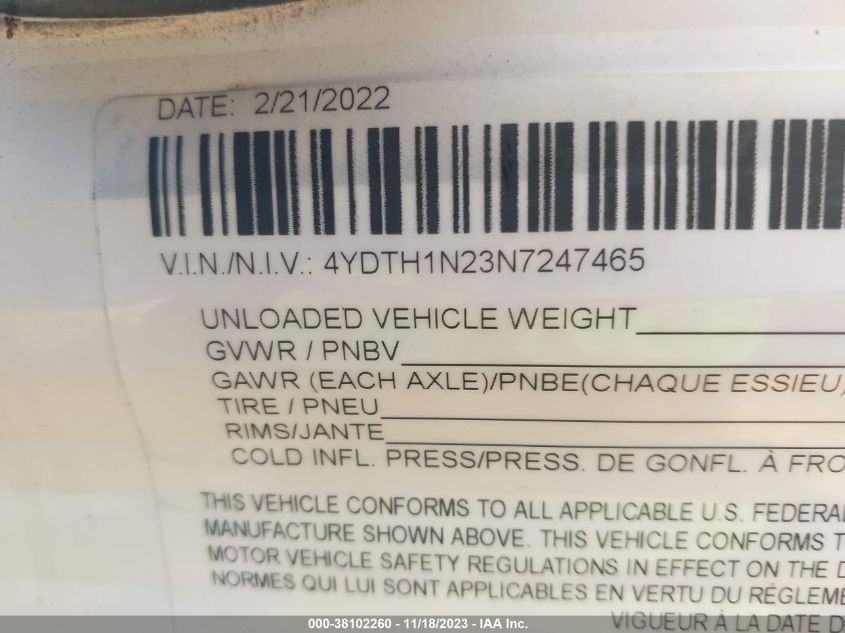 DATE: 2/21/2022
V.I.N./N.I.V.: 4YDTH1N23N7247465
UNLOADED VEHICLE WEIGHT
GVWR / PNBV
GAWR (EACH AXLE)/PNBE(CHAQUE ESSIEU)
TIRE / PNEU
RIMS/JANTE
COLD INFL. PRESS/PRESS. DE GONFL. À FRO
THIS VEHICLE CONFORMS TO ALL APPLICABLE U.S. FEDERAL
MANUFACTURE SHOWN ABOVE. THIS VEHICLE CONFORMS T
MOTOR VEHICLE SAFETY REGULATIONS IN EFFECT ON THE D
NORMES QUI LUI SONT APPLICABLES EN VERTU DU RÉGLEME
VIGUEUR À LA DATE D
000-38102260 - 11/18/2023 - IAA Inc.